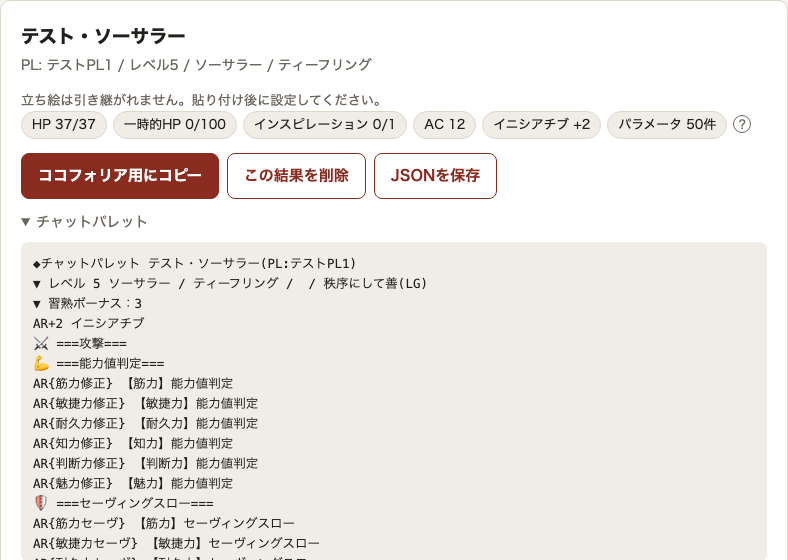 テスト・ソーサラー
PL: テストPL1 / レベル5 / ソーサラー / ティーフリング
立ち絵は引き継がれません。貼り付け後に設定してください。
HP 37/37 一時的HP 0/100 インスピレーション 0/1 AC 12 イニシアチブ +2 パラメータ 50件 ?
ココフォリア用にコピー この結果を削除 JSONを保存
▼ チャットパレット
◆チャットパレット テスト・ソーサラー(PL:テストPL1)
▼ レベル 5 ソーサラー / ティーフリング /  / 秩序にして善(LG)
▼ 習熟ボーナス：3
AR+2 イニシアチブ
⚔️ ===攻撃===
💪 ===能力値判定===
AR{筋力修正} 【筋力】能力値判定
AR{敏捷力修正} 【敏捷力】能力値判定
AR{耐久力修正} 【耐久力】能力値判定
AR{知力修正} 【知力】能力値判定
AR{判断力修正} 【判断力】能力値判定
AR{魅力修正} 【魅力】能力値判定
🛡️ ===セーヴィングスロー===
AR{筋力セーヴ} 【筋力】セーヴィングスロー
AR{敏捷力セーヴ} 【敏捷力】セーヴィングスロー